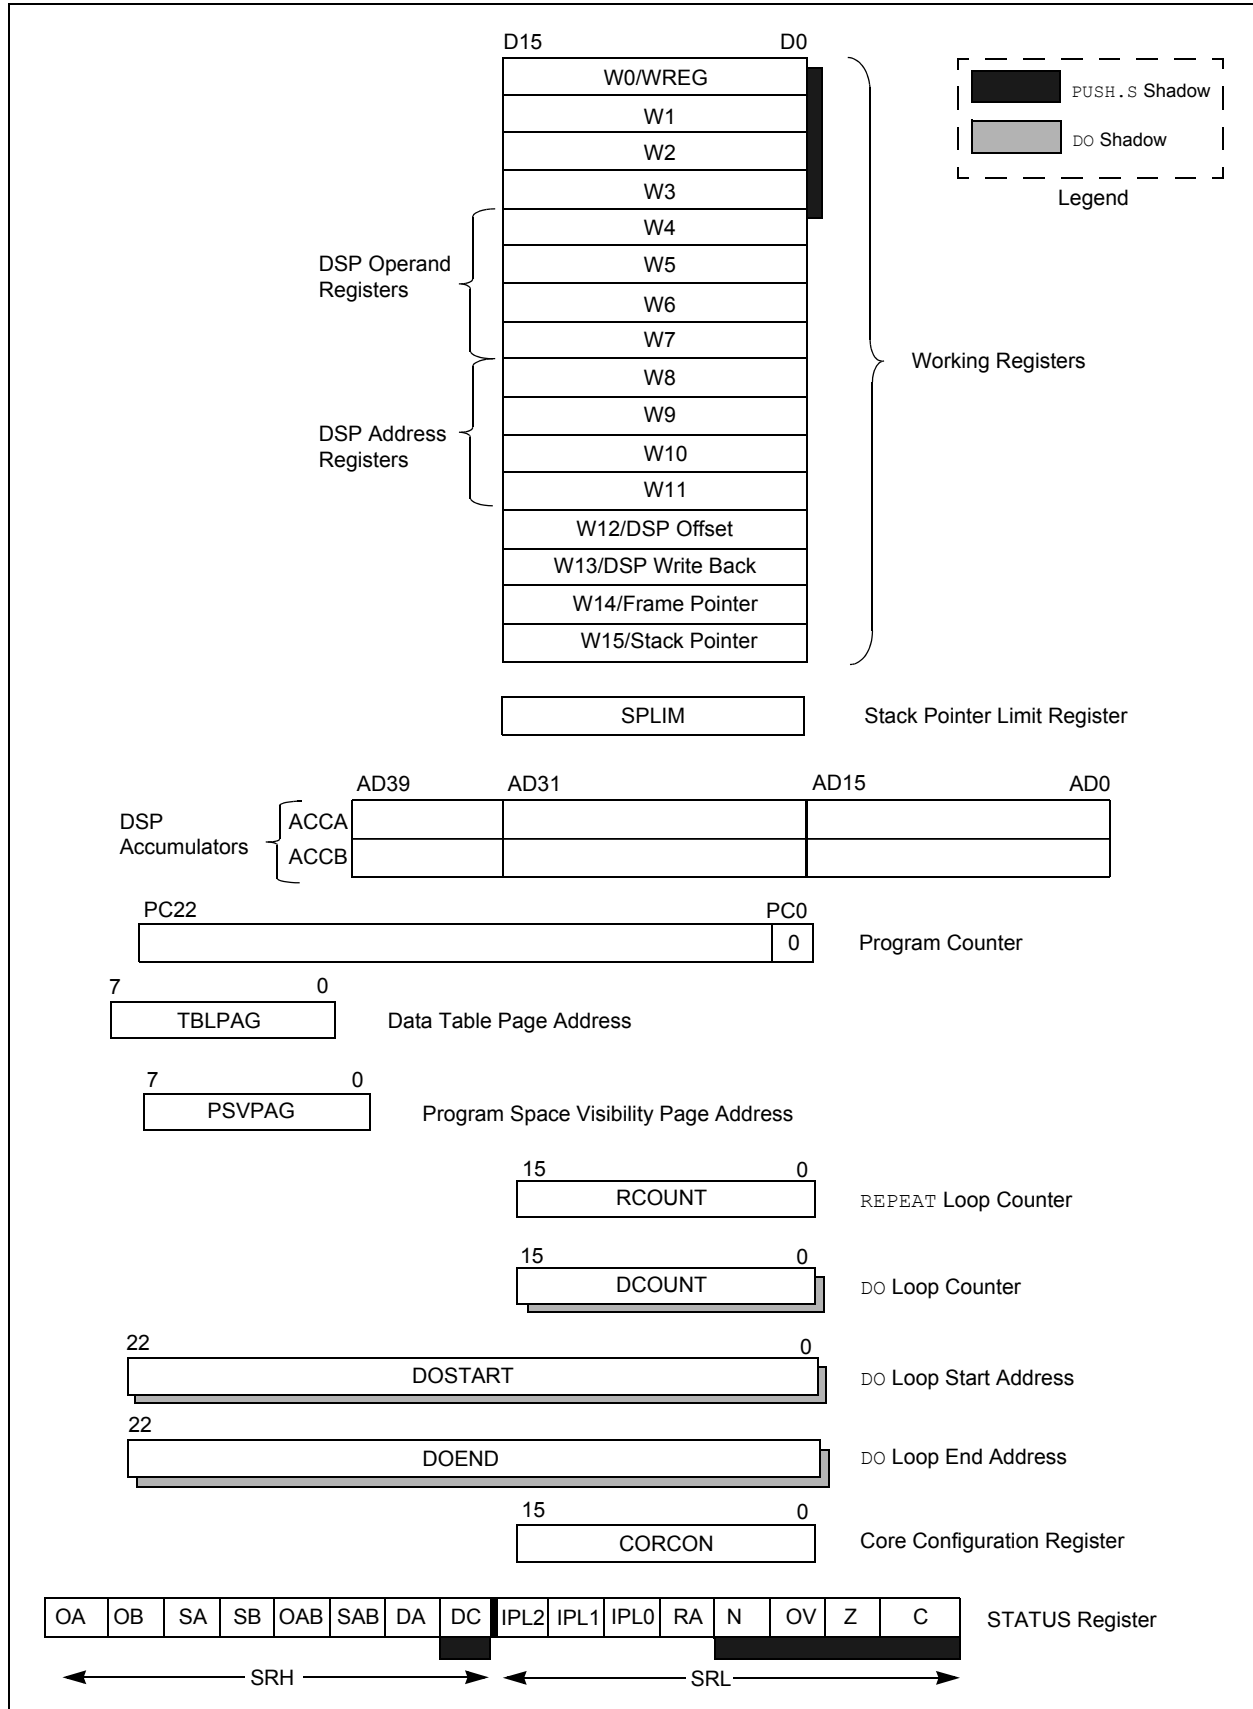 D15 D0
W0/WREG
PUSH.S Shadow
W1
DO Shadow
W2
W3
Legend
W4
DSP Operand
Registers
W5
W6
W7
Working Registers
W8
W9
DSP Address
Registers
W10
W11
W12/DSP Offset
W13/DSP Write Back
W14/Frame Pointer
W15/Stack Pointer
SPLIM Stack Pointer Limit Register
AD39 AD31 AD15 AD0
DSP
Accumulators
ACCA
ACCB
PC22 PC0
0 Program Counter
7 0
TBLPAG Data Table Page Address
7 0
PSVPAG Program Space Visibility Page Address
15 0
RCOUNT REPEAT Loop Counter
15 0
DCOUNT DO Loop Counter
22 0
DOSTART DO Loop Start Address
22
DOEND DO Loop End Address
15 0
CORCON Core Configuration Register
OA OB SA SB OAB SAB DA DC IPL2 IPL1 IPL0 RA N OV Z C STATUS Register
SRH SRL